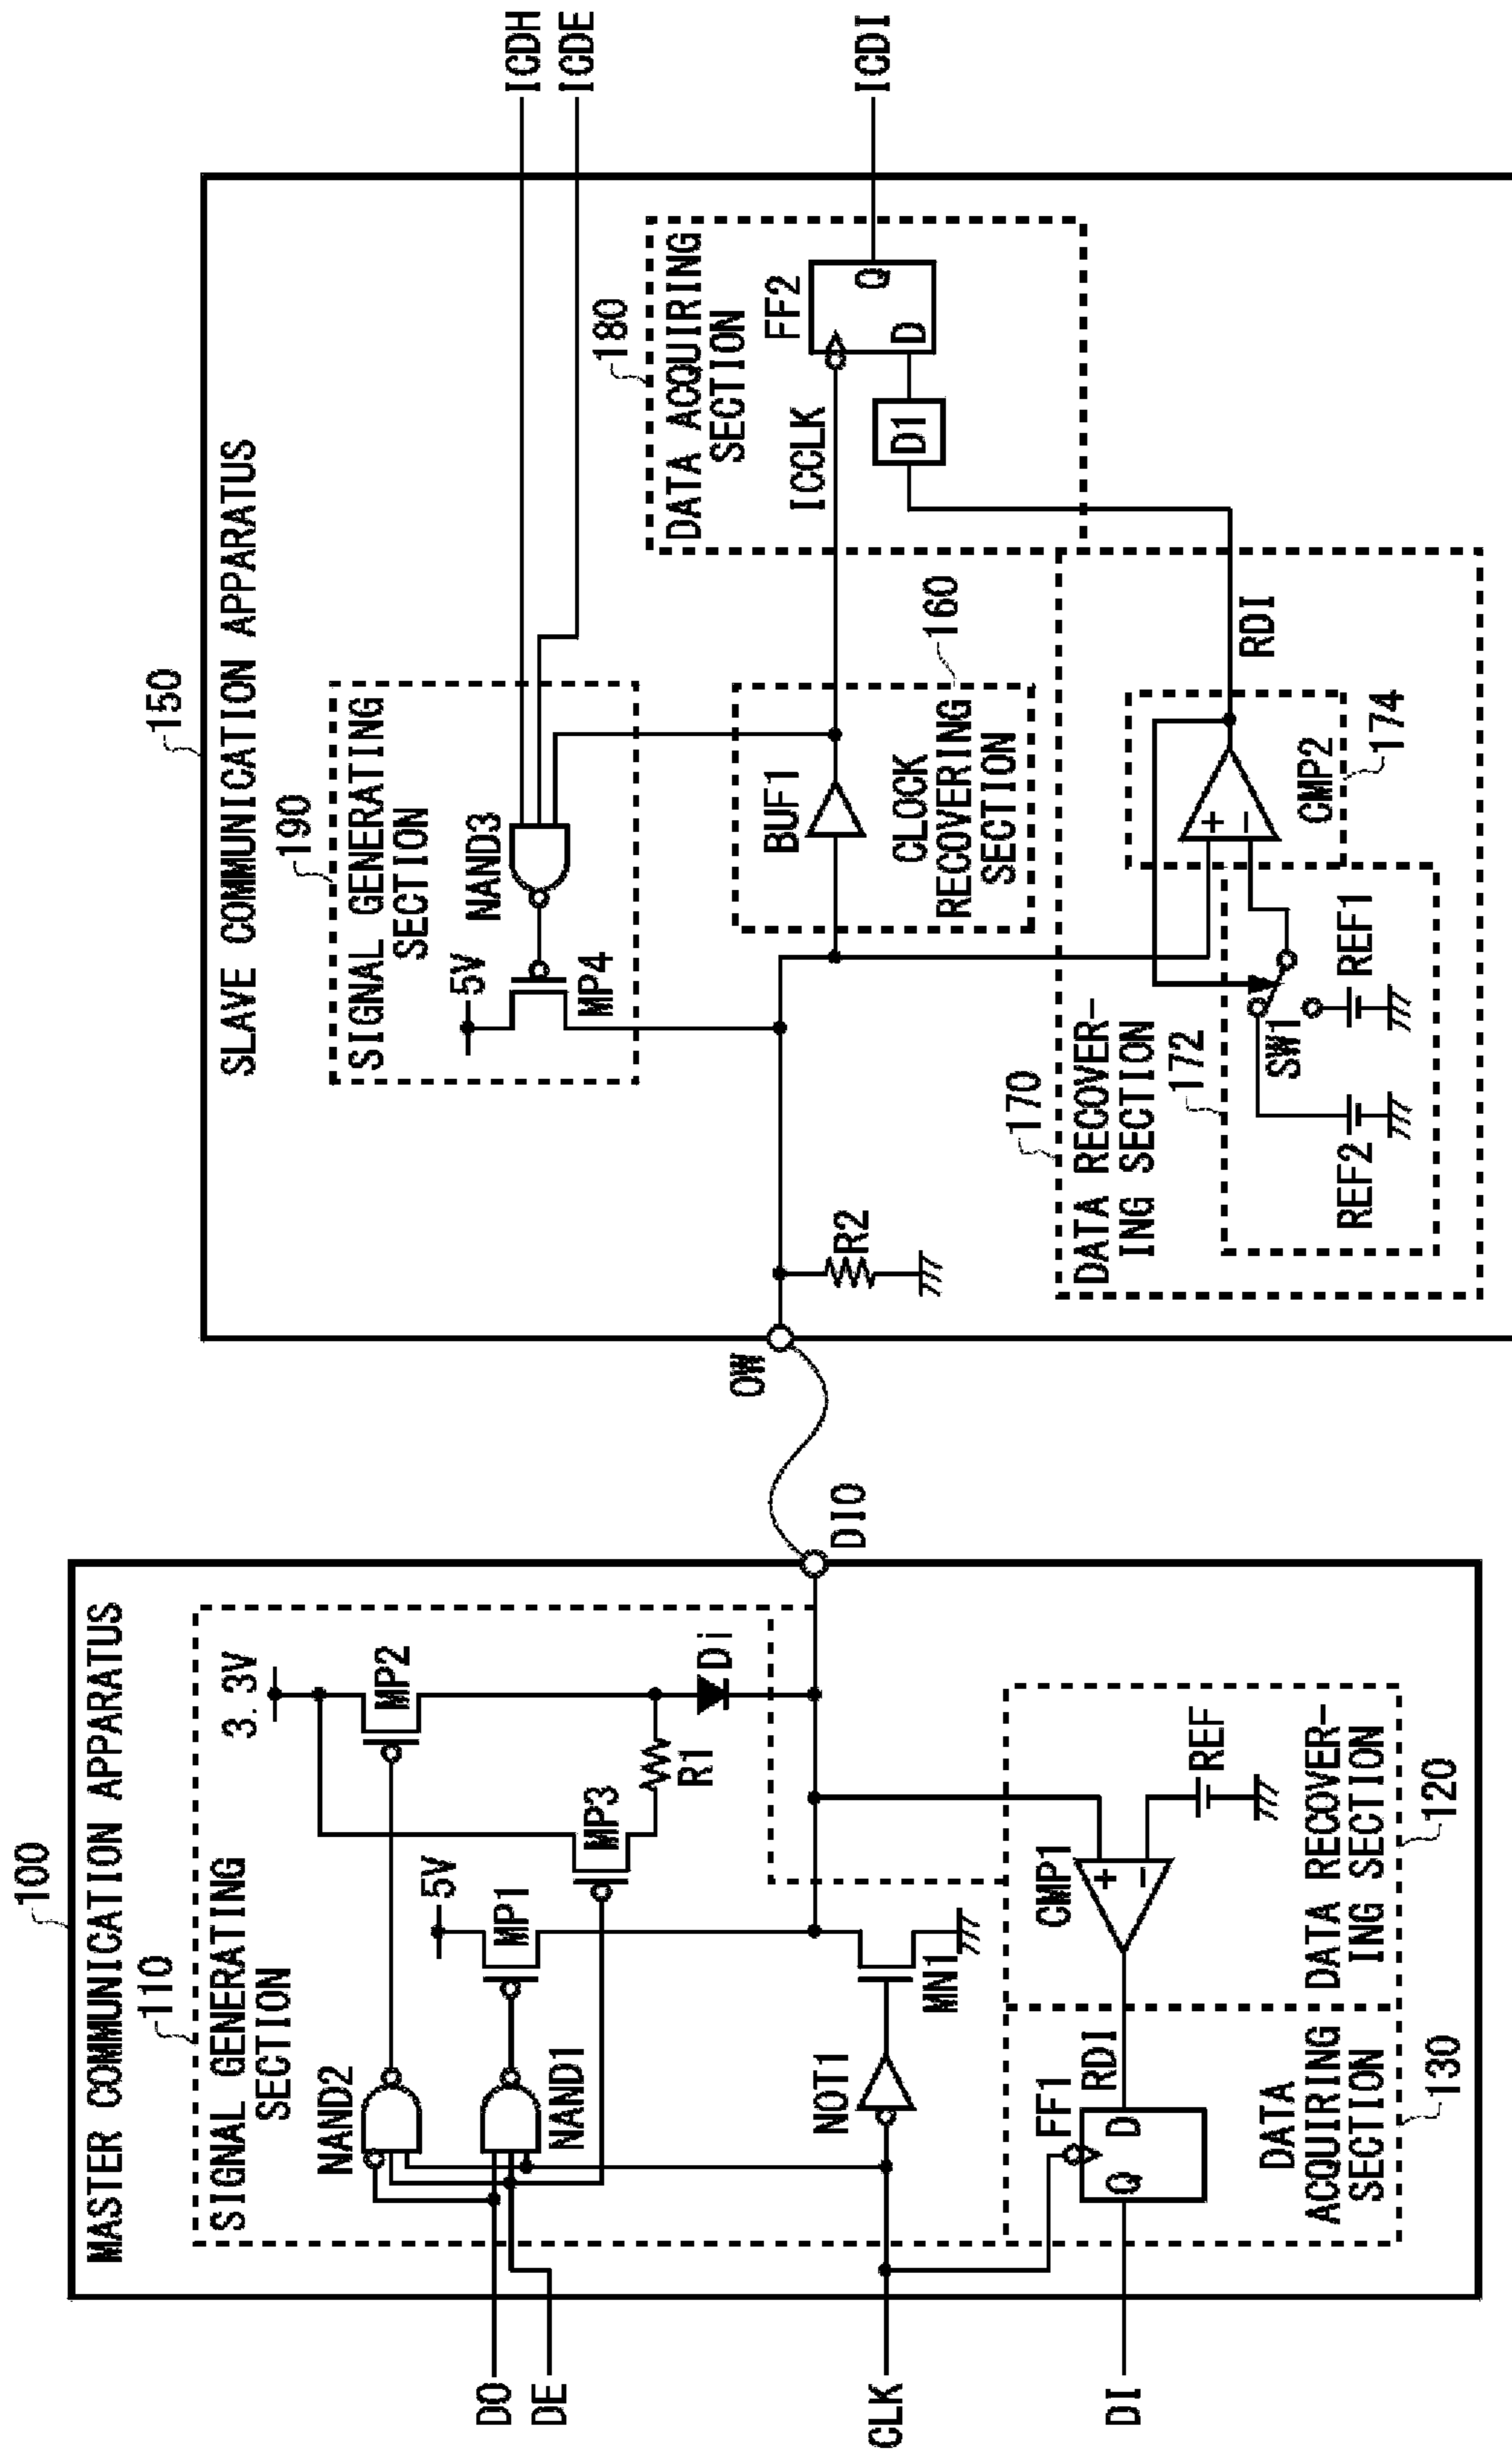 MASTER COMMUNICATION APPARATUS
100
110
SIGNAL GENERATING
SECTION
NAND2
NAND1
5V
3. 3V
MP1
MP2
MP3
R1
Di
NOT1
MN1
DO
DE
CLK
DI
DIO
FF1
D
Q
RDI
CMP1
+
−
REF
DATA
ACQUIRING
SECTION
130
DATA RECOVER-
ING SECTION
120
SLAVE COMMUNICATION APPARATUS
150
OW
R2
190
SIGNAL GENERATING
SECTION
5V
MP4
NAND3
BUF1
CLOCK
RECOVERING
SECTION
160
180
DATA ACQUIRING
SECTION
FF2
Q
D
D1
ICCLK
ICDH
ICDE
ICDI
170
DATA RECOVER-
ING SECTION
172
SW1
REF2
REF1
+
−
CMP2
174
RDI